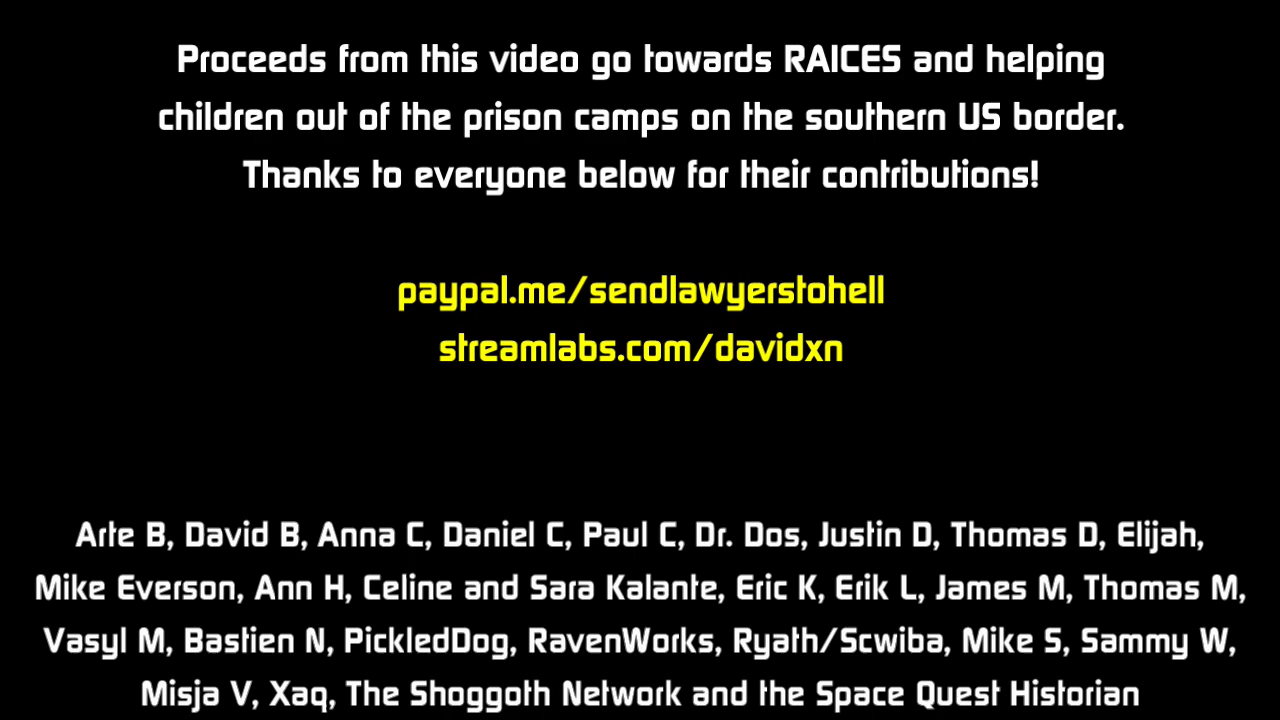 Proceeds from this video go towards RAICES and helping
children out of the prison camps on the southern US border.
Thanks to everyone below for their contributions!
paypal.me/sendlawyerstohell
streamlabs.com/davidxn
Arte B, David B, Anna C, Daniel C, Paul C, Dr. Dos, Justin D, Thomas D, Elijah,
Mike Everson, Ann H, Celine and Sara Kalante, Eric K, Erik L, James M, Thomas M,
Vasyl M, Bastien N, PickledDog, RavenWorks, Ryath/Scwiba, Mike S, Sammy W,
Misja V, Xaq, The Shoggoth Network and the Space Quest Historian